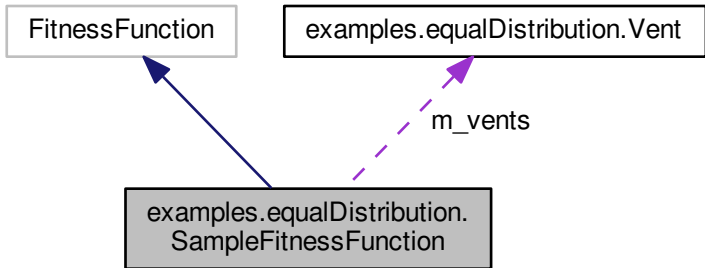 FitnessFunction
examples.equalDistribution.Vent
m_vents
examples.equalDistribution.
SampleFitnessFunction